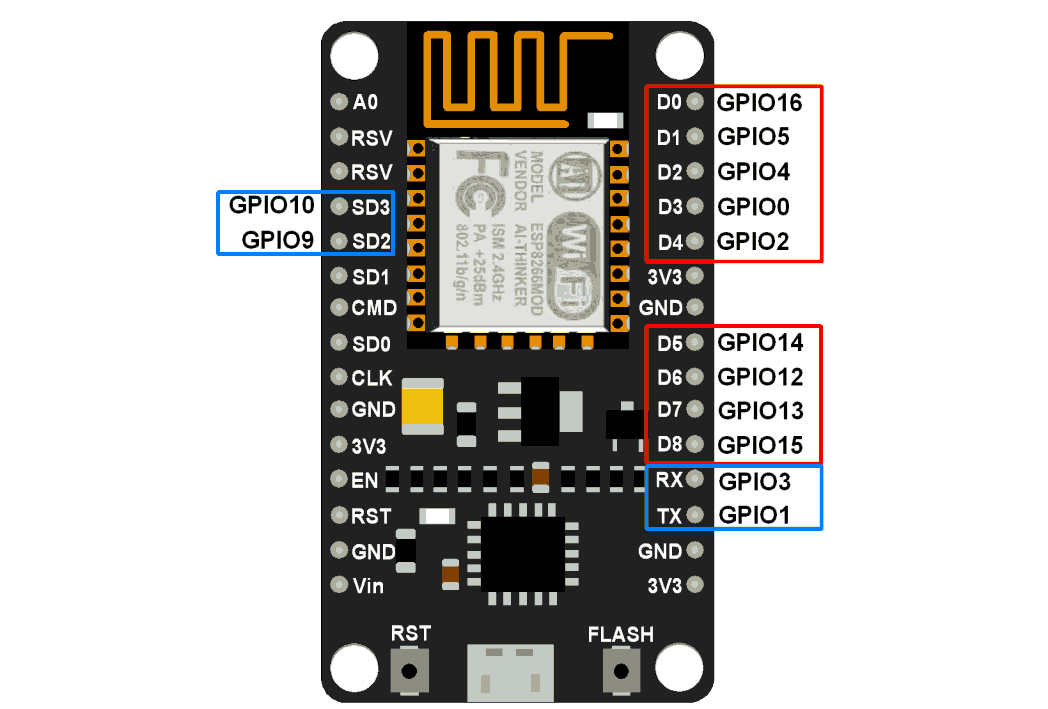 A0
RSV
RSV
GPIO10 SD3
GPIO9 SD2
SD1
CMD
SD0
CLK
GND
3V3
EN
RST
GND
Vin
FC
ISM 2.4GHz
PA +25dBm
802.11b/g/n
MODEL
VENDOR
ESP8266MOD
AI-THINKER
AI
WiFi
D0 GPIO16
D1 GPIO5
D2 GPIO4
D3 GPIO0
D4 GPIO2
3V3
GND
D5 GPIO14
D6 GPIO12
D7 GPIO13
D8 GPIO15
RX GPIO3
TX GPIO1
GND
3V3
RST
FLASH